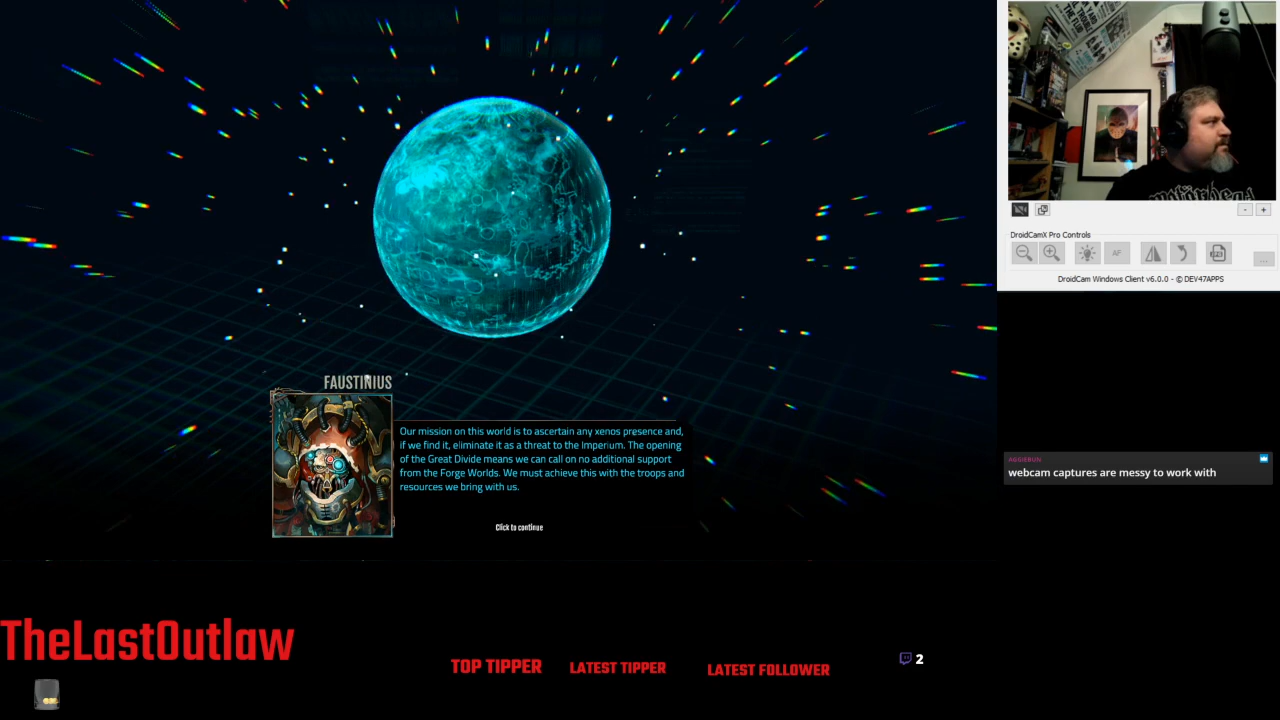 FAUSTINIUS
Our mission on this world is to ascertain any xenos presence and,
if we find it, eliminate it as a threat to the Imperium. The opening
of the Great Divide means we can call on no additional support
from the Forge Worlds. We must achieve this with the troops and
resources we bring with us.
Click to continue
motörhead
-
+
DroidCamX Pro Controls
AF
...
DroidCam Windows Client v6.0.0 - © DEV47APPS
AGGIERUN
webcam captures are messy to work with
TheLastOutlaw
TOP TIPPER
LATEST TIPPER
LATEST FOLLOWER
2